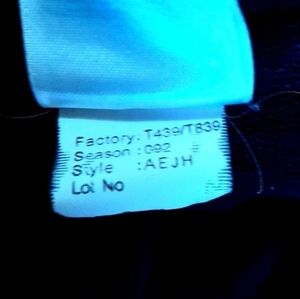 Factory: T439/T839
Season : 092
Style : AEJH
Lot No